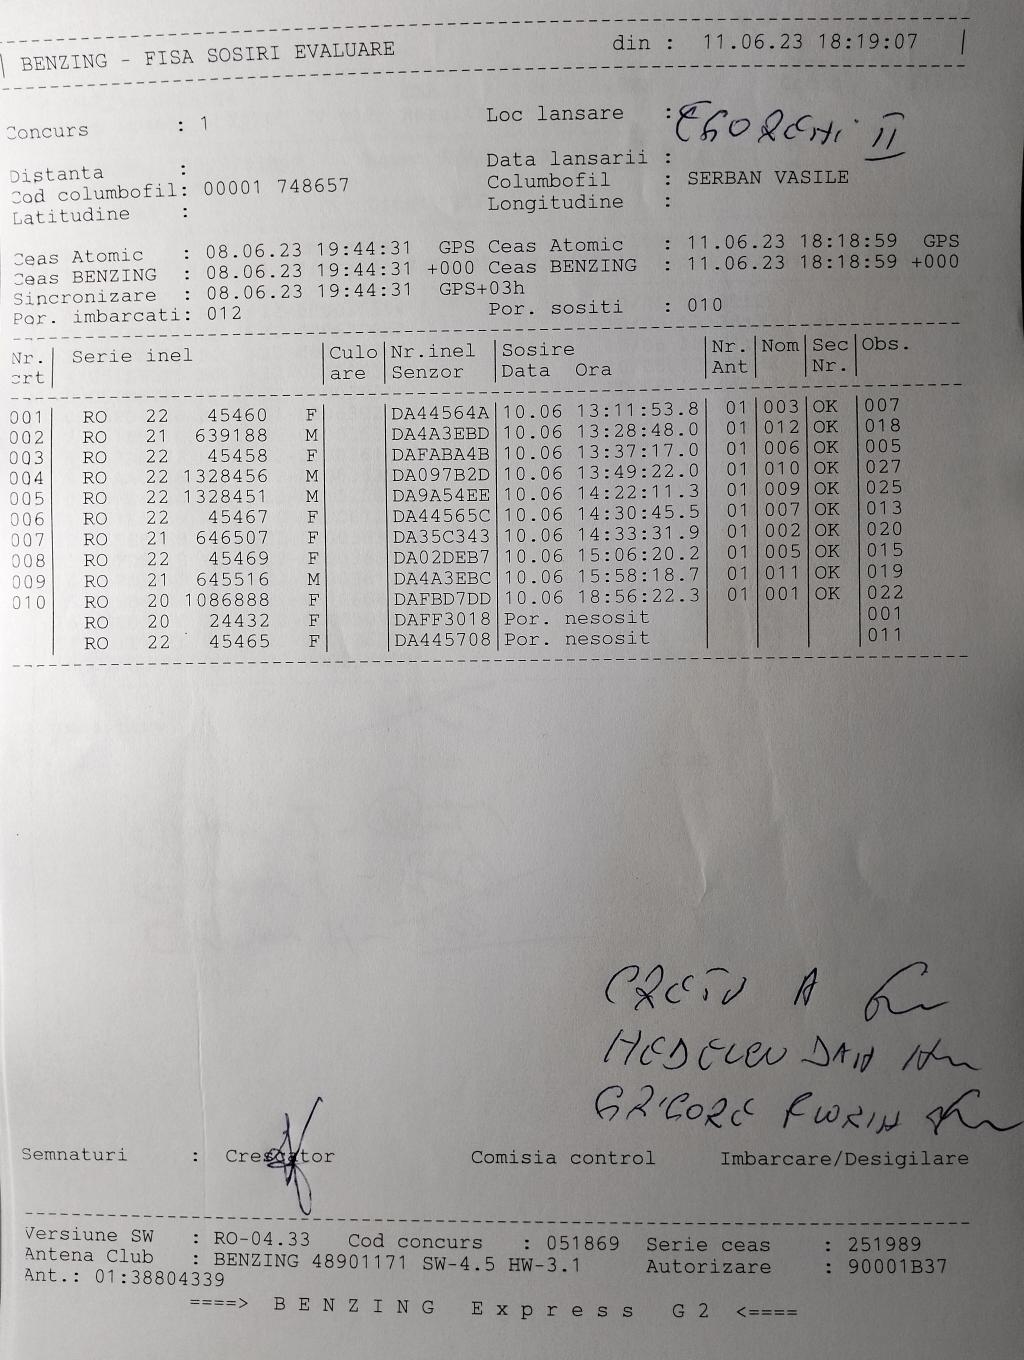 BENZING - FISA SOSIRI EVALUARE din : 11.06.23 18:19:07
Concurs : 1 Loc lansare : EGORENI II
Distanta : Data lansarii :
Cod columbofil: 00001 748657 Columbofil : SERBAN VASILE
Latitudine : Longitudine :
Ceas Atomic : 08.06.23 19:44:31 GPS Ceas Atomic : 11.06.23 18:18:59 GPS
Ceas BENZING : 08.06.23 19:44:31 +000 Ceas BENZING : 11.06.23 18:18:59 +000
Sincronizare : 08.06.23 19:44:31 GPS+03h
Por. imbarcati: 012 Por. sositi : 010
Nr. | Serie inel | Culo | Nr.inel | Sosire | Nr. | Nom | Sec | Obs.
crt | | are | Senzor | Data Ora | Ant | | Nr. |
001 | RO 22 45460 F | | DA44564A | 10.06 13:11:53.8 | 01 | 003 | OK | 007
002 | RO 21 639188 M | | DA4A3EBD | 10.06 13:28:48.0 | 01 | 012 | OK | 018
003 | RO 22 45458 F | | DAFABA4B | 10.06 13:37:17.0 | 01 | 006 | OK | 005
004 | RO 22 1328456 M | | DA097B2D | 10.06 13:49:22.0 | 01 | 010 | OK | 027
005 | RO 22 1328451 M | | DA9A54EE | 10.06 14:22:11.3 | 01 | 009 | OK | 025
006 | RO 22 45467 F | | DA44565C | 10.06 14:30:45.5 | 01 | 007 | OK | 013
007 | RO 21 646507 F | | DA35C343 | 10.06 14:33:31.9 | 01 | 002 | OK | 020
008 | RO 22 45469 F | | DA02DEB7 | 10.06 15:06:20.2 | 01 | 005 | OK | 015
009 | RO 21 645516 M | | DA4A3EBC | 10.06 15:58:18.7 | 01 | 011 | OK | 019
010 | RO 20 1086888 F | | DAFBD7DD | 10.06 18:56:22.3 | 01 | 001 | OK | 022
RO 20 24432 F | | DAFF3018 | Por. nesosit | | | | 001
RO 22 45465 F | | DA445708 | Por. nesosit | | | | 011
CRETU A
DAN
GRIGORE FLORIN
Semnaturi : Crescator Comisia control Imbarcare/Desigilare
Versiune SW : RO-04.33 Cod concurs : 051869 Serie ceas : 251989
Antena Club : BENZING 48901171 SW-4.5 HW-3.1 Autorizare : 90001B37
Ant.: 01:38804339
====> B E N Z I N G E x p r e s s G 2 <====